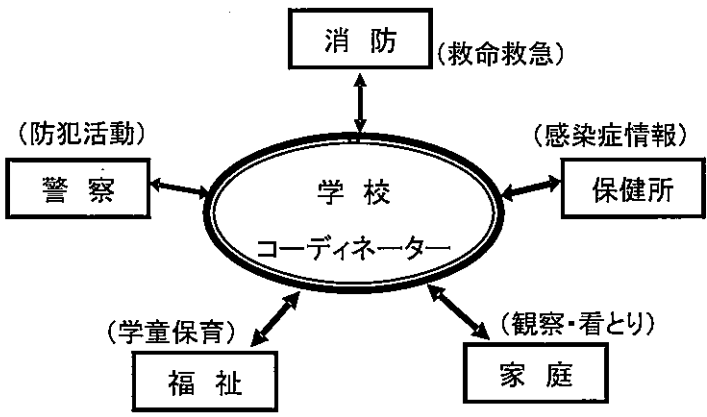 消防
(救命救急)
(防犯活動)
警察
(感染症情報)
保健所
学校
コーディネーター
(学童保育)
福祉
(観察・看とり)
家庭